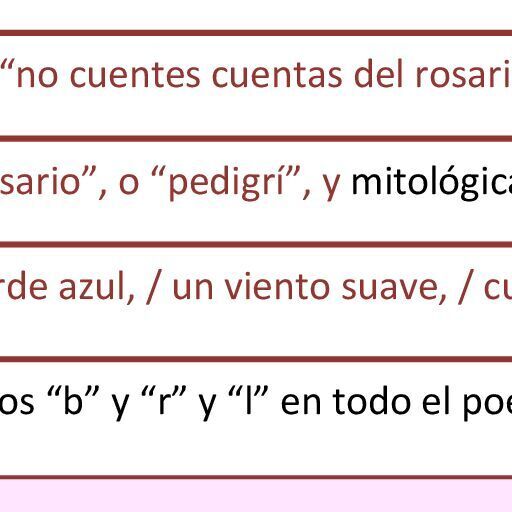 “no cuentes cuentas del rosari
sario”, o “pedigrí”, y mitológica
rde azul, / un viento suave, / cu
os “b” y “r” y “l” en todo el poe